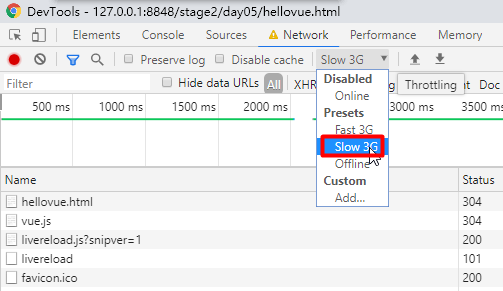 DevTools - 127.0.0.1:8848/stage2/day05/hellovue.html
Elements Console Sources Network Performance Memory
Preserve log Disable cache Slow 3G
Filter Hide data URLs All XHR Throttling Doc
Disabled
Online
Presets
Fast 3G
Slow 3G
Offline
Custom
Add...
500 ms 1000 ms 1500 ms 2000 ms 3000 ms 3500
Name Status
hellovue.html 304
vue.js 304
livereload.js?snipver=1 200
livereload 101
favicon.ico 200